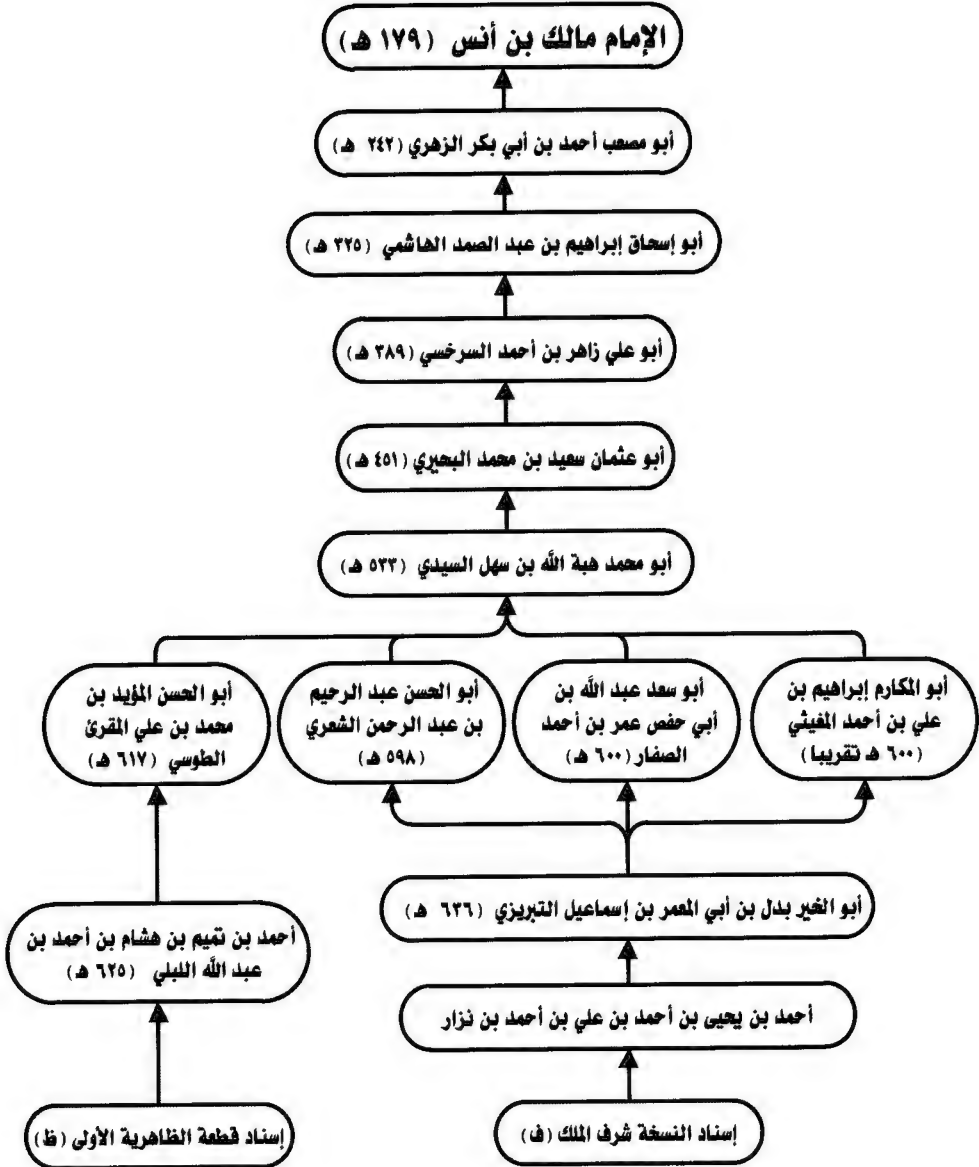 الإمام مالك بن أنس (١٧٩ هـ)
أبو مصعب أحمد بن أبي بكر الزهري (٢٤٢ هـ)
أبو إسحاق إبراهيم بن عبد الصمد الهاشمي (٣٢٥ هـ)
أبو علي زاهر بن أحمد السرخسي (٣٨٩ هـ)
أبو عثمان سعيد بن محمد البحيري (٤٥١ هـ)
أبو محمد هبة الله بن سهل السيدي (٥٣٣ هـ)
أبو المكارم إبراهيم بن
علي بن أحمد المغيثي
(٦٠٠ هـ تقريبا)
أبو سعد عبد الله بن
أبي حفص عمر بن أحمد
الصفار (٦٠٠ هـ)
أبو الحسن عبد الرحيم
بن عبد الرحمن الشعري
(٥٩٨ هـ)
أبو الحسن المؤيد بن
محمد بن علي المقرئ
الطوسي (٦١٧ هـ)
أبو الخير بدل بن أبي المعمر بن إسماعيل التبريزي (٦٣٦ هـ)
أحمد بن تميم بن هشام بن أحمد بن
عبد الله اللبلي (٦٢٥ هـ)
أحمد بن يحيى بن أحمد بن علي بن أحمد بن نزار
إسناد النسخة شرف الملك (ف)
إسناد قطعة الظاهرية الأولى (ظ)